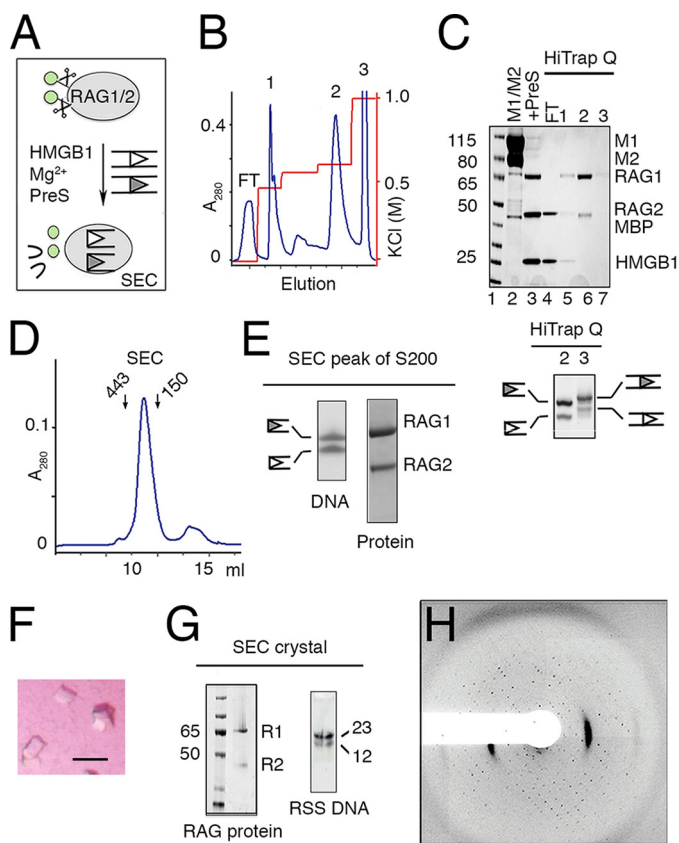 A
RAG1/2
HMGB1
Mg2+
PreS
SEC
B
1
2
3
FT
0.4
0
A280
1.0
0.5
0
KCl (M)
Elution
C
HiTrap Q
M1/M2
+PreS
FT
1
2
3
115
80
65
50
25
M1
M2
RAG1
RAG2
MBP
HMGB1
1 2 3 4 5 6 7
HiTrap Q
2 3
D
SEC
443
150
0.1
0
A280
10 15 ml
E
SEC peak of S200
RAG1
RAG2
DNA
Protein
F
G
SEC crystal
65
50
R1
R2
23
12
RAG protein
RSS DNA
H